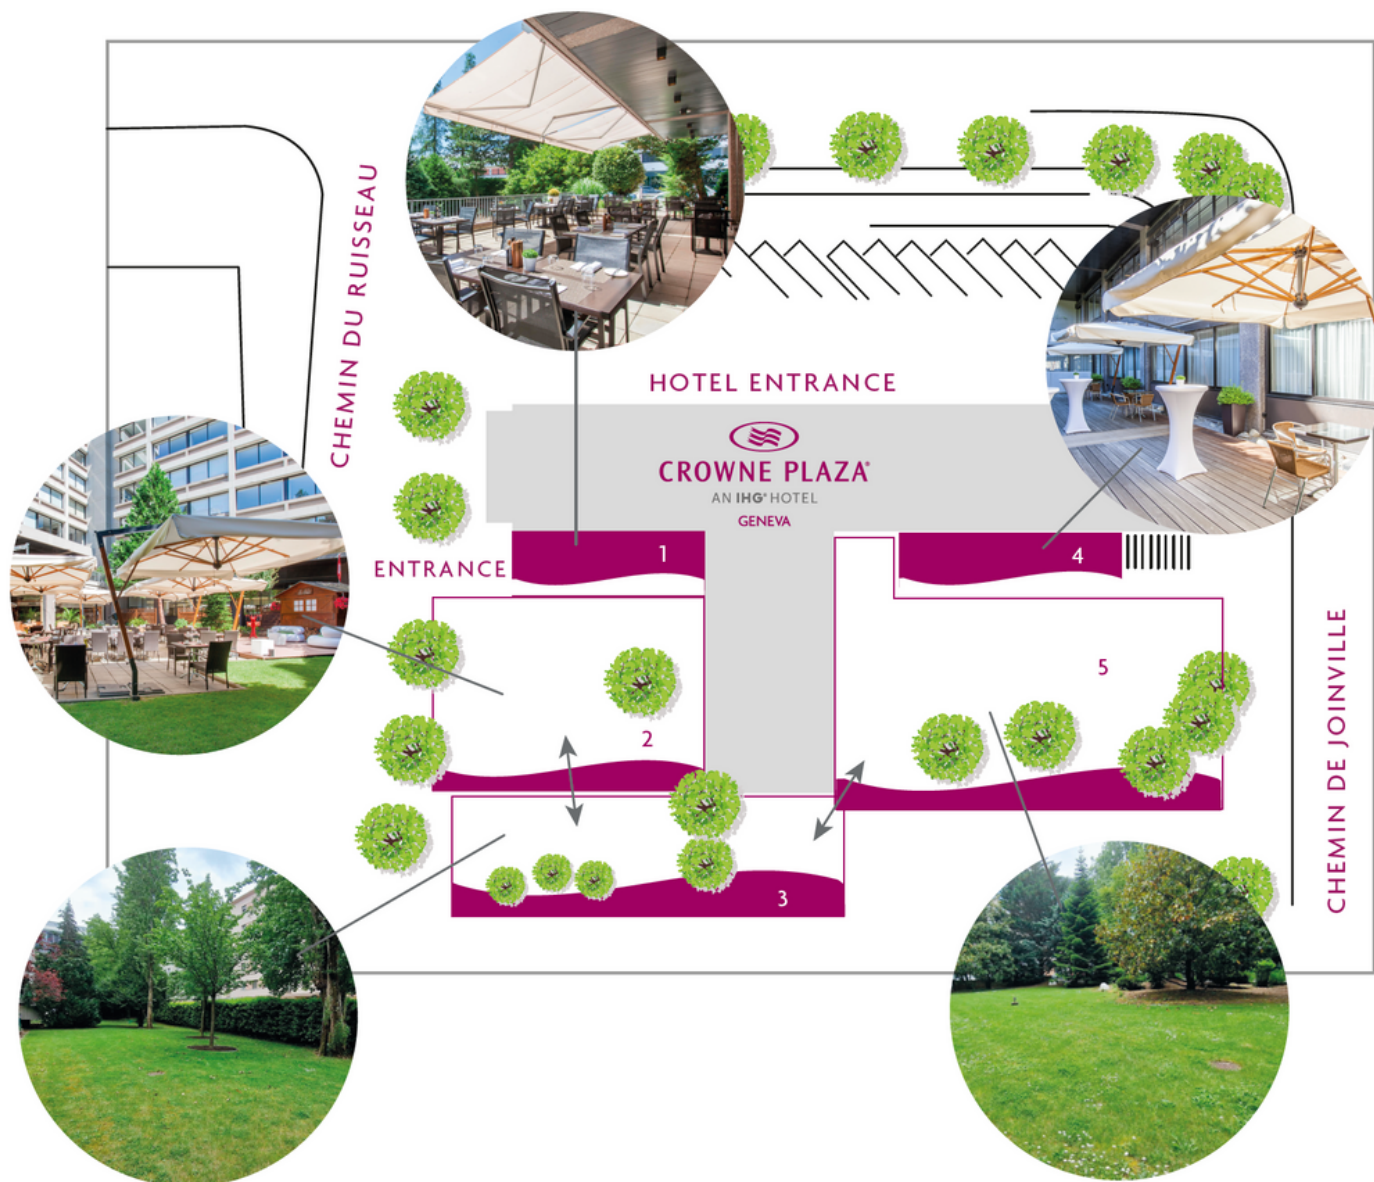 CHEMIN DU RUISSEAU
HOTEL ENTRANCE
CROWNE PLAZA®
AN IHG® HOTEL
GENEVA
ENTRANCE
1
4
5
2
3
CHEMIN DE JOINVILLE